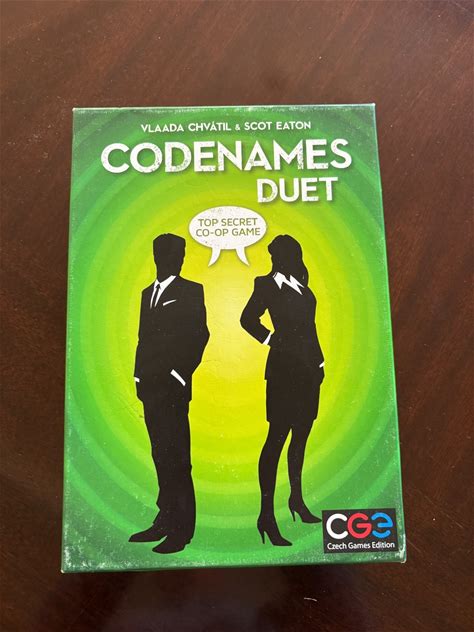 VLAADA CHVÁTIL & SCOT EATON
CODENAMES
DUET
TOP SECRET
CO-OP GAME
CGE
Czech Games Edition